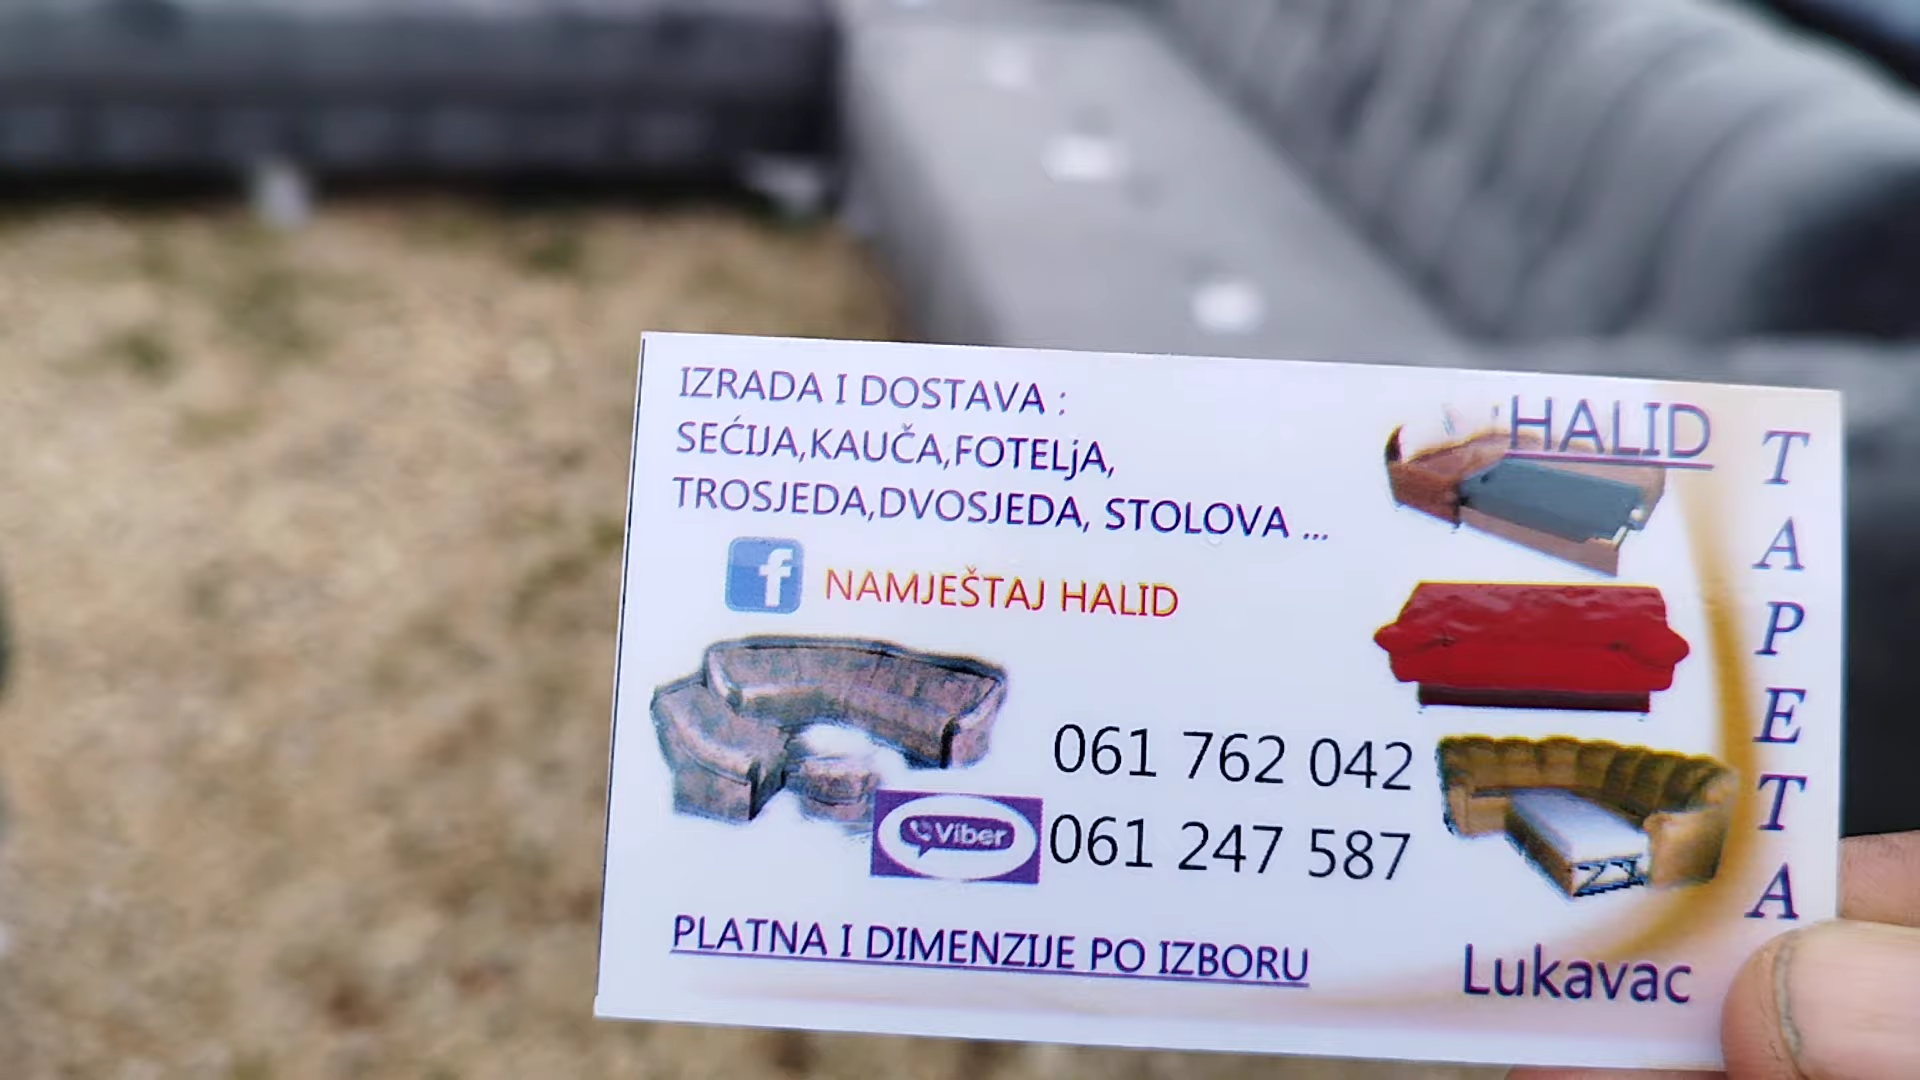 IZRADA I DOSTAVA :
SEĆIJA,KAUČA,FOTELjA,
TROSJEDA,DVOSJEDA, STOLOVA ...
f NAMJEŠTAJ HALID
HALID
TAPETA
061 762 042
Viber 061 247 587
PLATNA I DIMENZIJE PO IZBORU
Lukavac